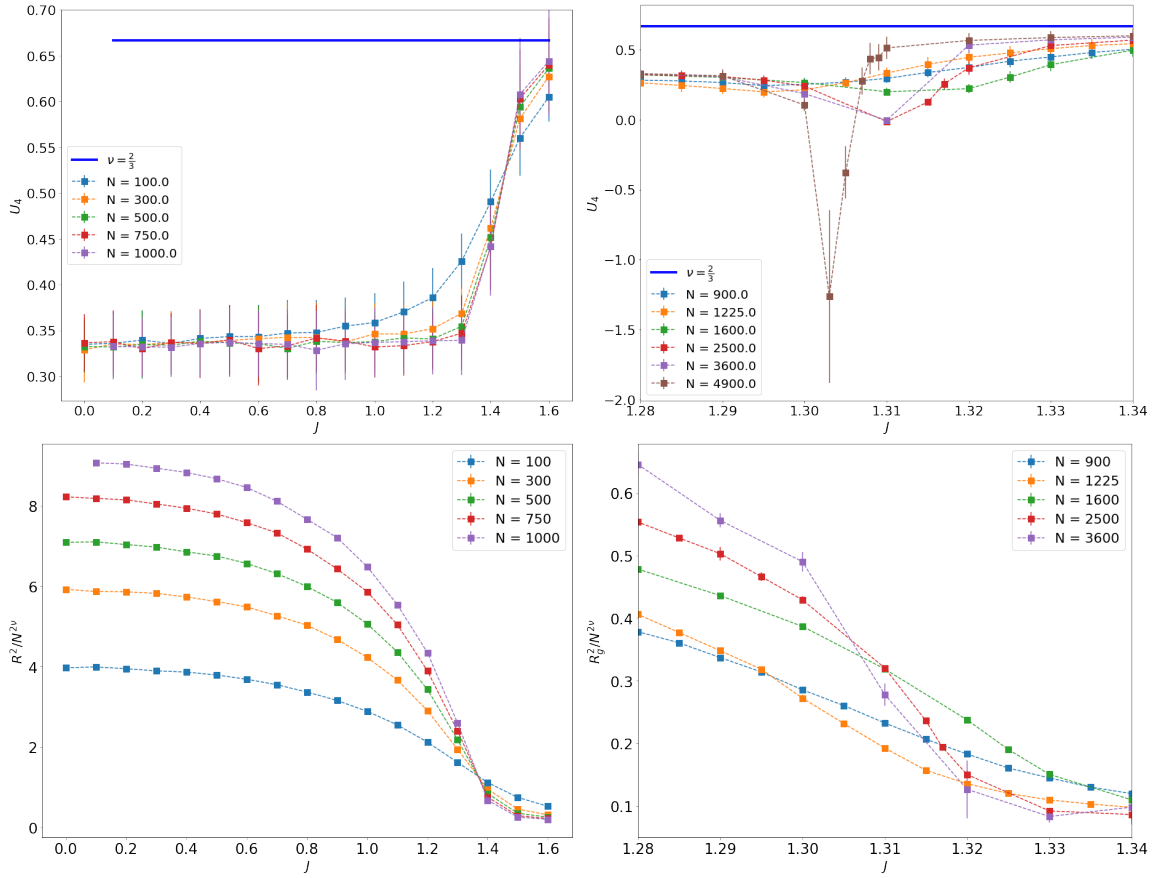 0.70
0.65
0.60
0.55
0.50
0.45
0.40
0.35
0.30
U4
ν = 2/3
N = 100.0
N = 300.0
N = 500.0
N = 750.0
N = 1000.0
0.0 0.2 0.4 0.6 0.8 1.0 1.2 1.4 1.6
J
0.5
0.0
−0.5
−1.0
−1.5
−2.0
U4
ν = 2/3
N = 900.0
N = 1225.0
N = 1600.0
N = 2500.0
N = 3600.0
N = 4900.0
1.28 1.29 1.30 1.31 1.32 1.33 1.34
J
8
6
4
2
0
R²/N²ᵛ
N = 100
N = 300
N = 500
N = 750
N = 1000
0.0 0.2 0.4 0.6 0.8 1.0 1.2 1.4 1.6
J
0.6
0.5
0.4
0.3
0.2
0.1
R²g/N²ᵛ
N = 900
N = 1225
N = 1600
N = 2500
N = 3600
1.28 1.29 1.30 1.31 1.32 1.33 1.34
J